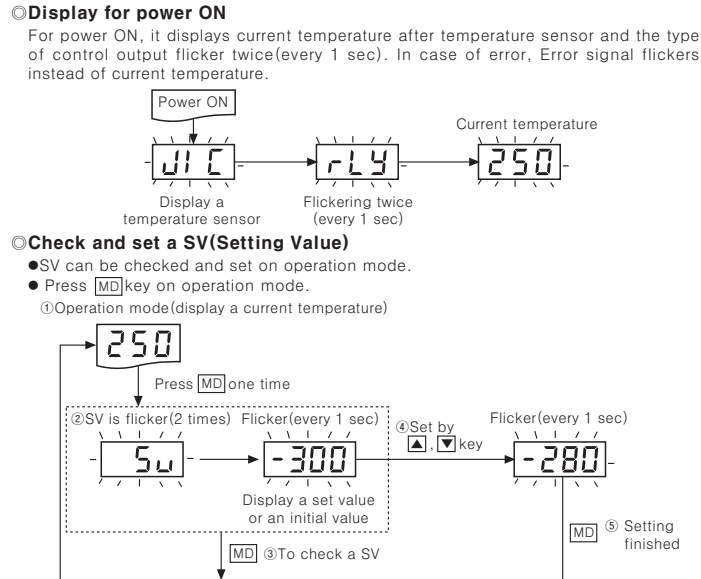 ◎Display for power ON
For power ON, it displays current temperature after temperature sensor and the type
of control output flicker twice(every 1 sec). In case of error, Error signal flickers
instead of current temperature.
Power ON
Current temperature
JI C
rLY
250
Display a
temperature sensor
Flickering twice
(every 1 sec)
◎Check and set a SV(Setting Value)
●SV can be checked and set on operation mode.
● Press MD key on operation mode.
①Operation mode(display a current temperature)
250
Press MD one time
②SV is flicker(2 times) Flicker(every 1 sec)
④Set by
▲, ▼ key
Flicker(every 1 sec)
Su
-300
-280
Display a set value
or an initial value
MD ⑤ Setting
finished
MD ③To check a SV